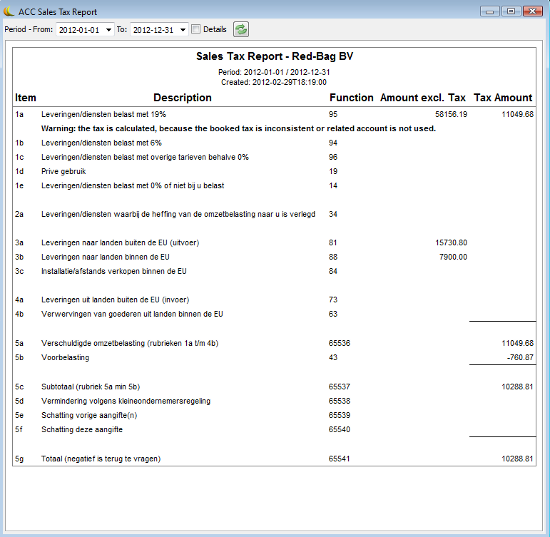 ACC Sales Tax Report
Period - From: 2012-01-01 To: 2012-12-31 Details
Sales Tax Report - Red-Bag BV
Period: 2012-01-01 / 2012-12-31
Created: 2012-02-29T18:19:00
Item Description Function Amount excl. Tax Tax Amount
1a Leveringen/diensten belast met 19% 95 58156.19 11049.68
Warning: the tax is calculated, because the booked tax is inconsistent or related account is not used.
1b Leveringen/diensten belast met 6% 94
1c Leveringen/diensten belast met overige tarieven behalve 0% 96
1d Prive gebruik 19
1e Leveringen/diensten belast met 0% of niet bij u belast 14
2a Leveringen/diensten waarbij de heffing van de omzetbelasting naar u is verlegd 34
3a Leveringen naar landen buiten de EU (uitvoer) 81 15730.80
3b Leveringen naar landen binnen de EU 88 7900.00
3c Installatie/afstands verkopen binnen de EU 84
4a Leveringen uit landen buiten de EU (invoer) 73
4b Verwervingen van goederen uit landen binnen de EU 63
5a Verschuldigde omzetbelasting (rubrieken 1a t/m 4b) 65536 11049.68
5b Voorbelasting 43 -760.87
5c Subtotaal (rubriek 5a min 5b) 65537 10288.81
5d Vermindering volgens kleineondernemersregeling 65538
5e Schatting vorige aangifte(n) 65539
5f Schatting deze aangifte 65540
5g Totaal (negatief is terug te vragen) 65541 10288.81